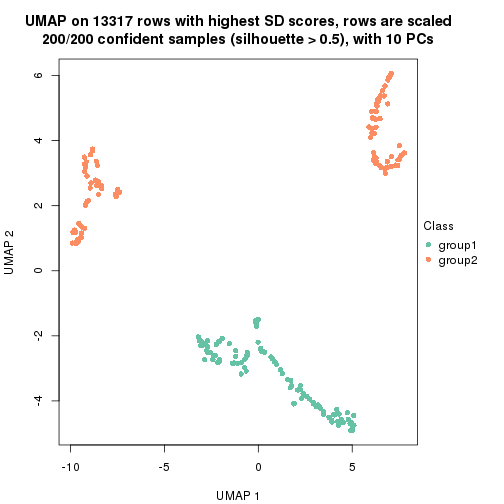 UMAP on 13317 rows with highest SD scores, rows are scaled
200/200 confident samples (silhouette > 0.5), with 10 PCs
6
4
2
0
-2
-4
UMAP 2
-10
-5
0
5
UMAP 1
Class
group1
group2